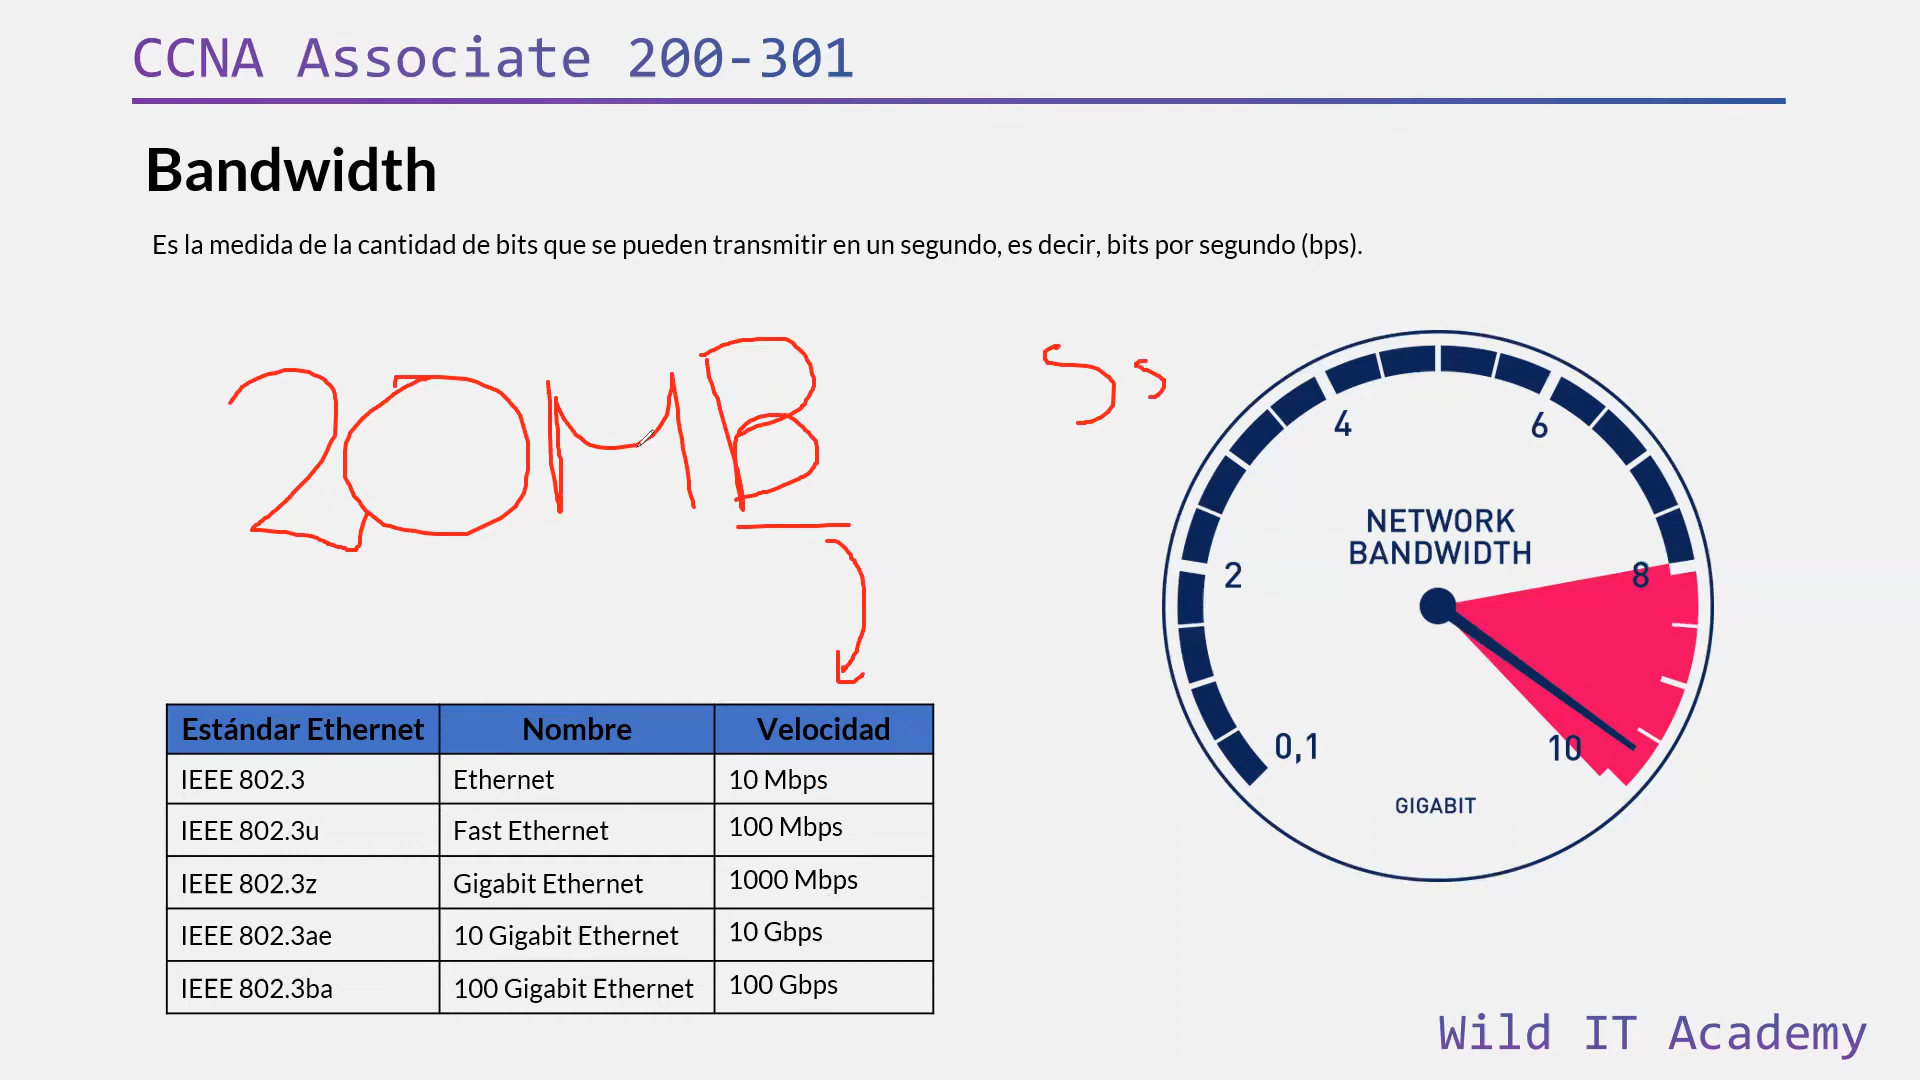 CCNA Associate 200-301
Bandwidth
Es la medida de la cantidad de bits que se pueden transmitir en un segundo, es decir, bits por segundo (bps).
20MB
Estándar Ethernet Nombre Velocidad
IEEE 802.3 Ethernet 10 Mbps
IEEE 802.3u Fast Ethernet 100 Mbps
IEEE 802.3z Gigabit Ethernet 1000 Mbps
IEEE 802.3ae 10 Gigabit Ethernet 10 Gbps
IEEE 802.3ba 100 Gigabit Ethernet 100 Gbps
4 6
NETWORK
BANDWIDTH
2 8
0,1 10
GIGABIT
Wild IT Academy